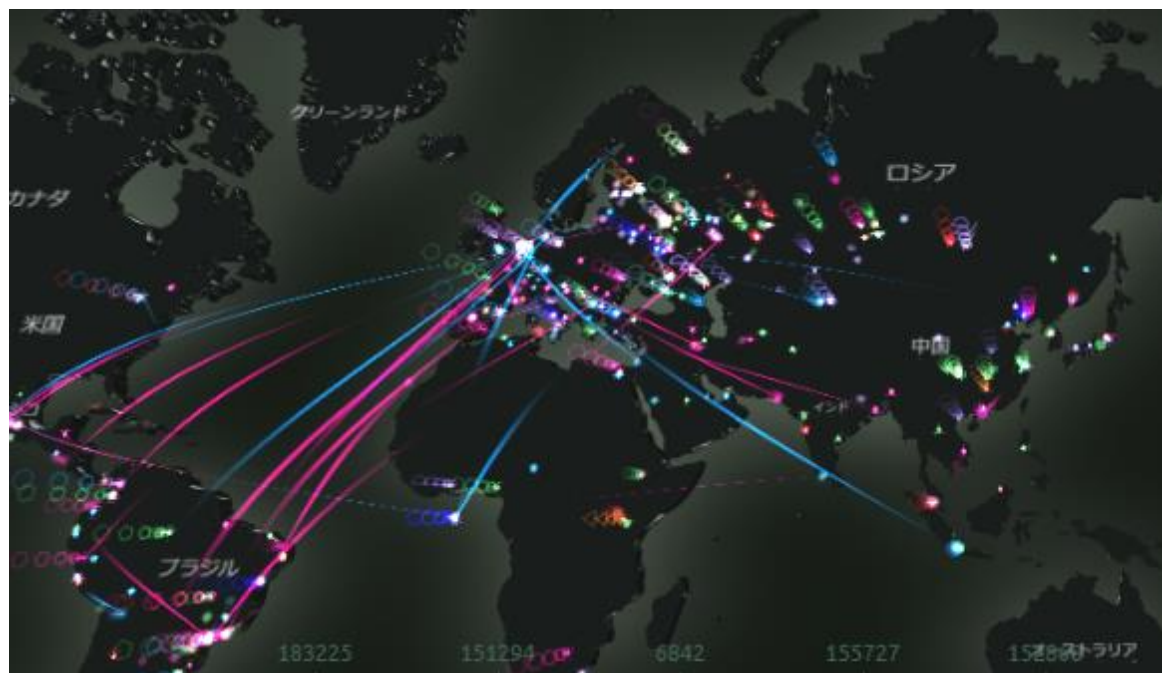 グリーンランド
ロシア
カナダ
米国
中国
インド
ブラジル
183225
151294
6842
155727
オーストラリア